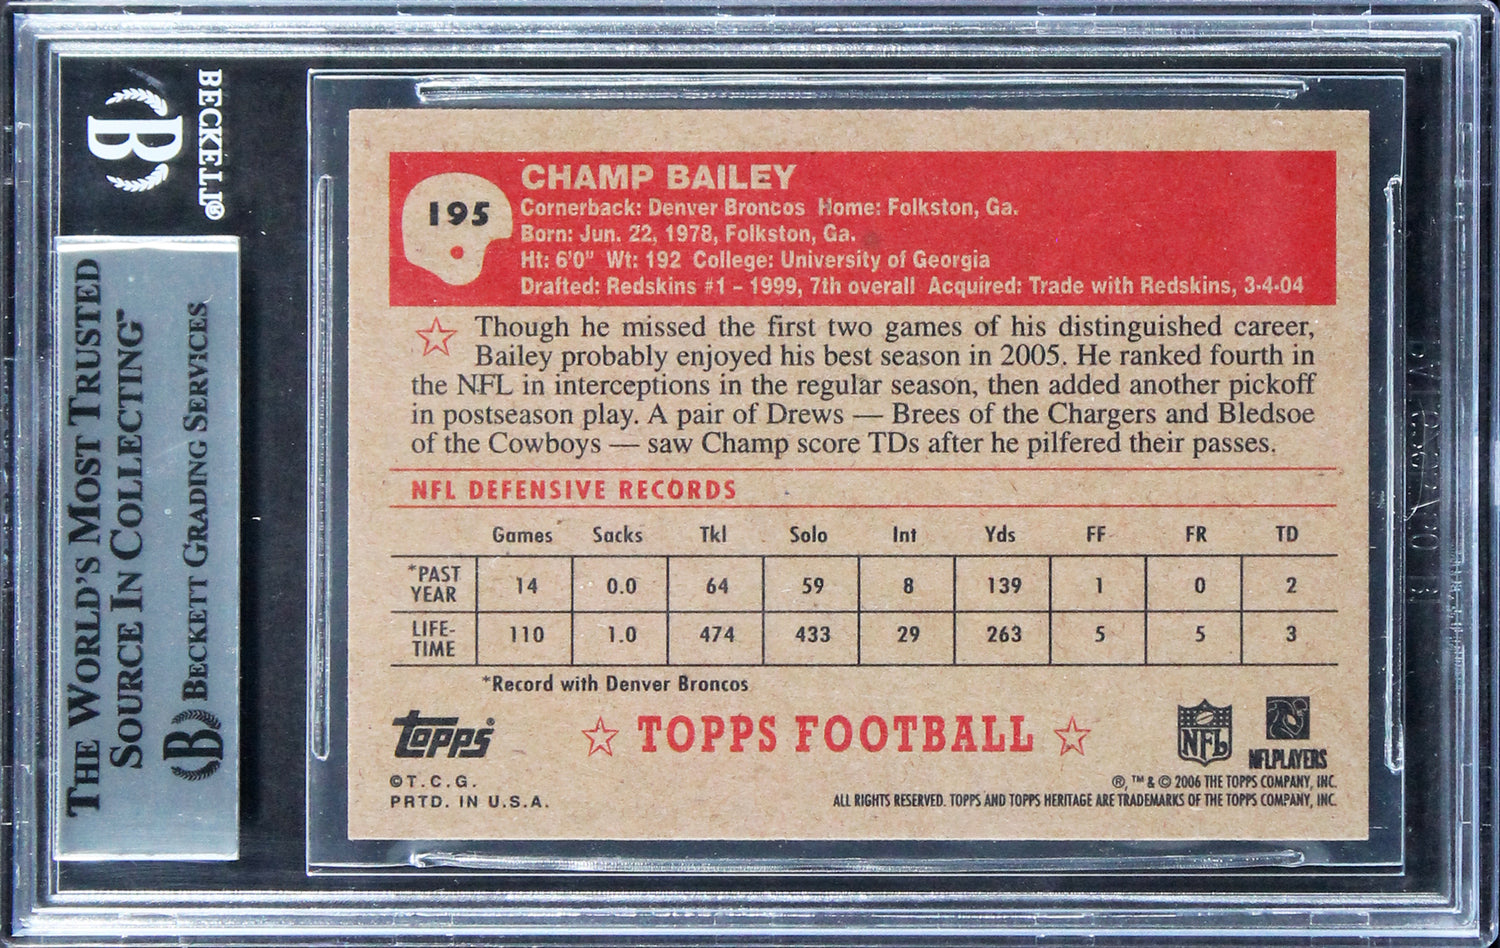 BECKETT®
THE WORLD'S MOST TRUSTED
SOURCE IN COLLECTING™
BECKETT GRADING SERVICES
195
CHAMP BAILEY
Cornerback: Denver Broncos Home: Folkston, Ga.
Born: Jun. 22, 1978, Folkston, Ga.
Ht: 6'0" Wt: 192 College: University of Georgia
Drafted: Redskins #1 – 1999, 7th overall Acquired: Trade with Redskins, 3-4-04
Though he missed the first two games of his distinguished career,
Bailey probably enjoyed his best season in 2005. He ranked fourth in
the NFL in interceptions in the regular season, then added another pickoff
in postseason play. A pair of Drews — Brees of the Chargers and Bledsoe
of the Cowboys — saw Champ score TDs after he pilfered their passes.
NFL DEFENSIVE RECORDS
Games Sacks Tkl Solo Int Yds FF FR TD
*PAST YEAR 14 0.0 64 59 8 139 1 0 2
LIFE-TIME 110 1.0 474 433 29 263 5 5 3
*Record with Denver Broncos
topps®
TOPPS FOOTBALL
NFL
NFLPLAYERS
©T.C.G.
PRTD. IN U.S.A.
®, ™ & © 2006 THE TOPPS COMPANY, INC.
ALL RIGHTS RESERVED. TOPPS AND TOPPS HERITAGE ARE TRADEMARKS OF THE TOPPS COMPANY, INC.